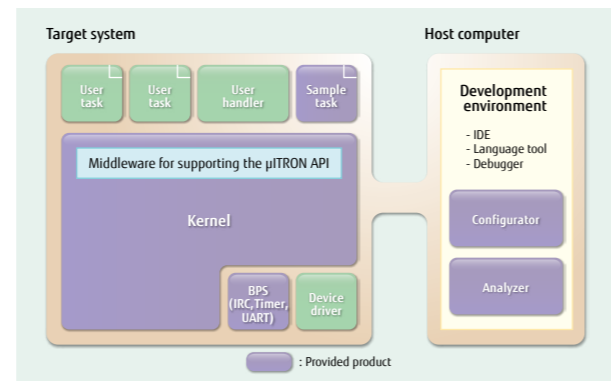 Target system
Host computer
User
task
User
task
User
handler
Sample
task
Middleware for supporting the µITRON API
Kernel
BPS
(IRC,Timer,
UART)
Device
driver
Development
environment
- IDE
- Language tool
- Debugger
Configurator
Analyzer
: Provided product